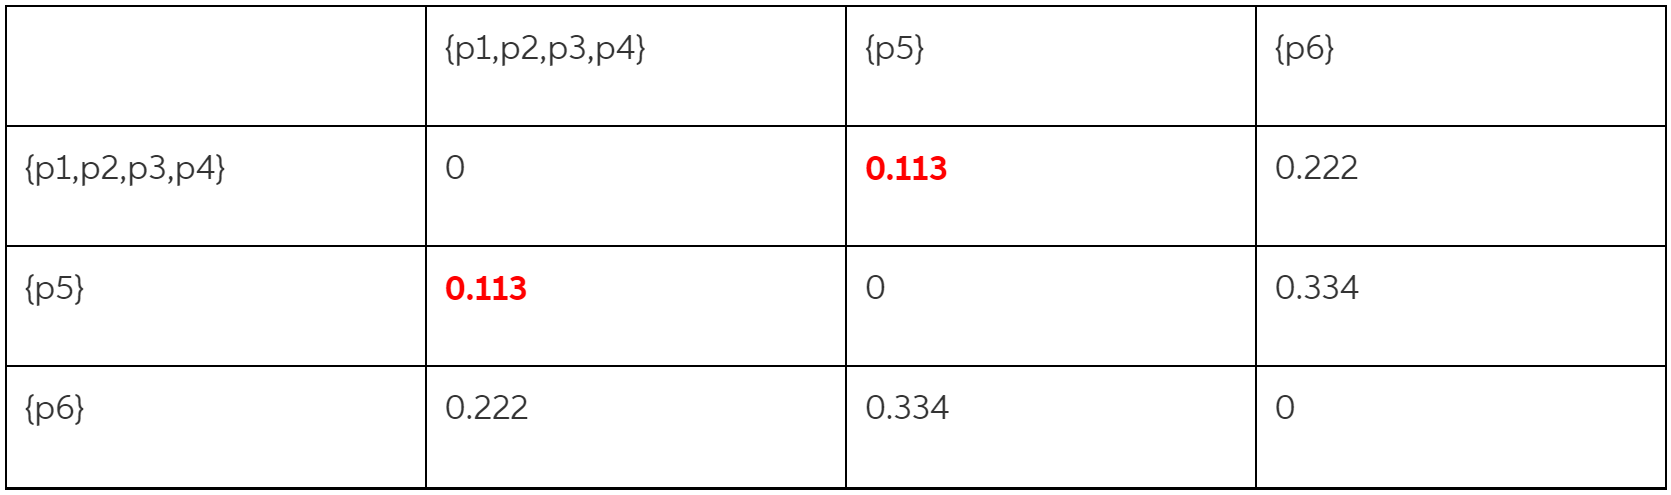 {p1,p2,p3,p4} {p5} {p6}
{p1,p2,p3,p4} 0 0.113 0.222
{p5} 0.113 0 0.334
{p6} 0.222 0.334 0